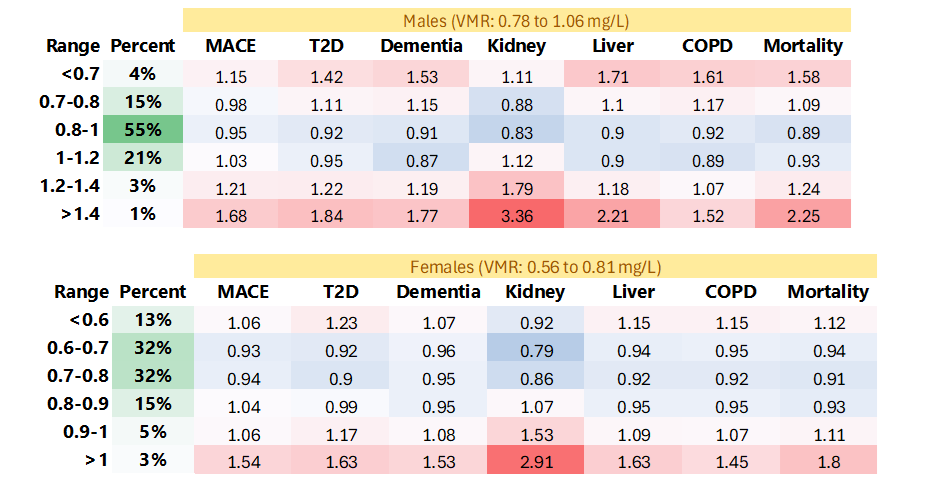 Males (VMR: 0.78 to 1.06 mg/L)
Range Percent MACE T2D Dementia Kidney Liver COPD Mortality
<0.7 4% 1.15 1.42 1.53 1.11 1.71 1.61 1.58
0.7-0.8 15% 0.98 1.11 1.15 0.88 1.1 1.17 1.09
0.8-1 55% 0.95 0.92 0.91 0.83 0.9 0.92 0.89
1-1.2 21% 1.03 0.95 0.87 1.12 0.9 0.89 0.93
1.2-1.4 3% 1.21 1.22 1.19 1.79 1.18 1.07 1.24
>1.4 1% 1.68 1.84 1.77 3.36 2.21 1.52 2.25
Females (VMR: 0.56 to 0.81 mg/L)
Range Percent MACE T2D Dementia Kidney Liver COPD Mortality
<0.6 13% 1.06 1.23 1.07 0.92 1.15 1.15 1.12
0.6-0.7 32% 0.93 0.92 0.96 0.79 0.94 0.95 0.94
0.7-0.8 32% 0.94 0.9 0.95 0.86 0.92 0.92 0.91
0.8-0.9 15% 1.04 0.99 0.95 1.07 0.95 0.95 0.93
0.9-1 5% 1.06 1.17 1.08 1.53 1.09 1.07 1.11
>1 3% 1.54 1.63 1.53 2.91 1.63 1.45 1.8